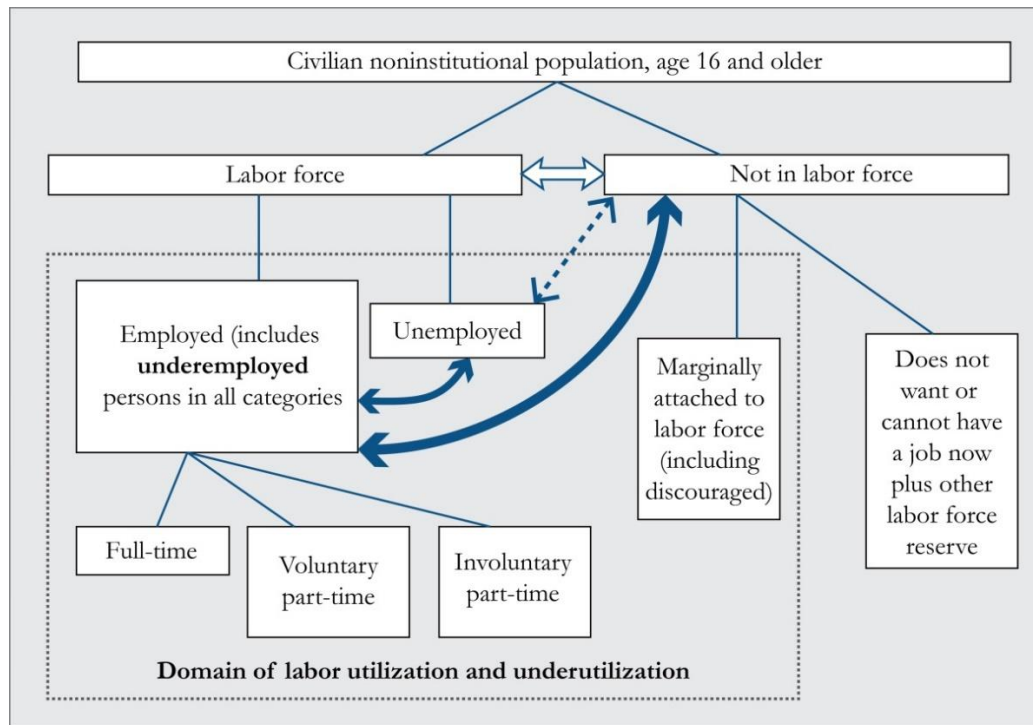 Civilian noninstitutional population, age 16 and older
Labor force
Not in labor force
Employed (includes
underemployed
persons in all categories
Unemployed
Marginally
attached to
labor force
(including
discouraged)
Does not
want or
cannot have
a job now
plus other
labor force
reserve
Full-time
Voluntary
part-time
Involuntary
part-time
Domain of labor utilization and underutilization